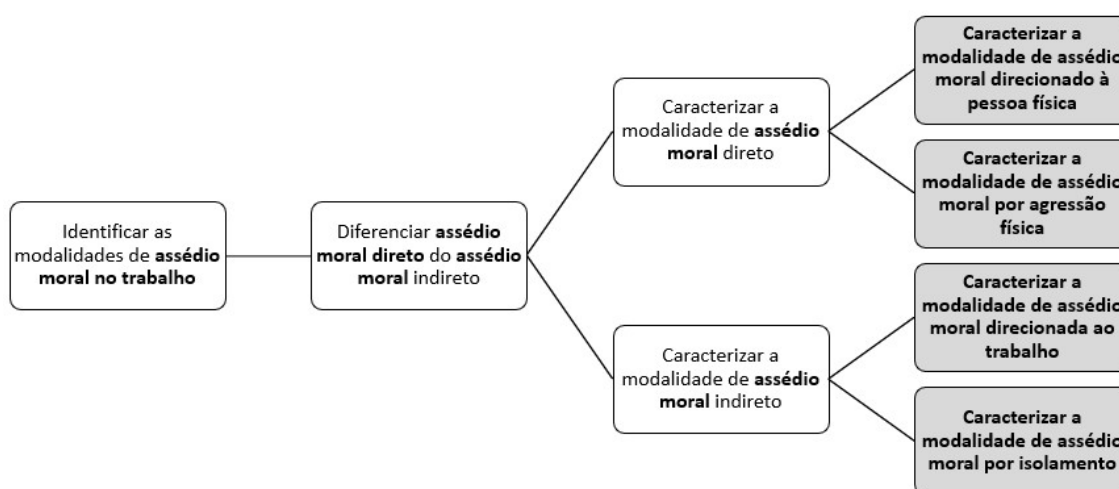 Identificar as
modalidades de assédio
moral no trabalho
Diferenciar assédio
moral direto do assédio
moral indireto
Caracterizar a
modalidade de assédio
moral direto
Caracterizar a
modalidade de assédio
moral indireto
Caracterizar a
modalidade de assédio
moral direcionado à
pessoa física
Caracterizar a
modalidade de assédio
moral por agressão
física
Caracterizar a
modalidade de assédio
moral direcionada ao
trabalho
Caracterizar a
modalidade de assédio
moral por isolamento